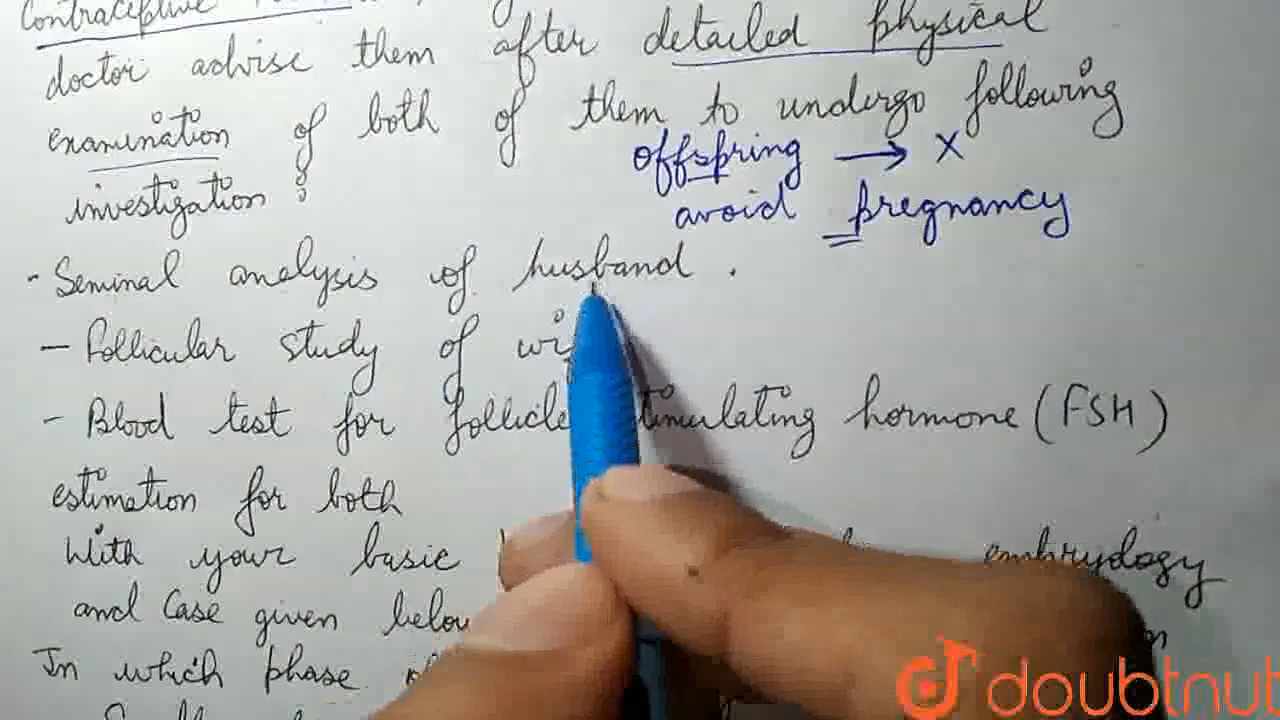 Contraceptive
doctor advise them after detailed physical
examination of both of them to undergo following
investigation :
offspring → X
avoid pregnancy
- Seminal analysis of husband .
- Follicular study of
- Blood test for follicle stimulating hormone (FSH)
estimation for both
With your basic embryology
and Case given below
In which phase
doubtnut